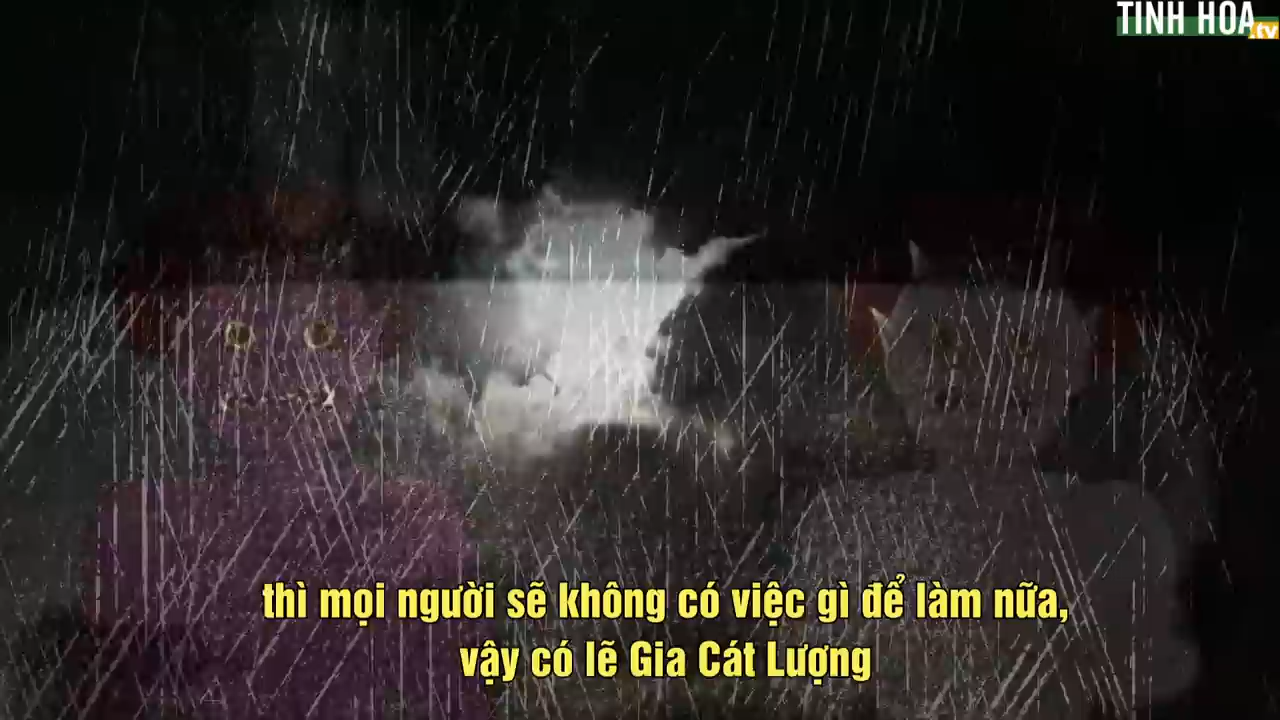 TINH HOA
.tv
thì mọi người sẽ không có việc gì để làm nữa,
vậy có lẽ Gia Cát Lượng